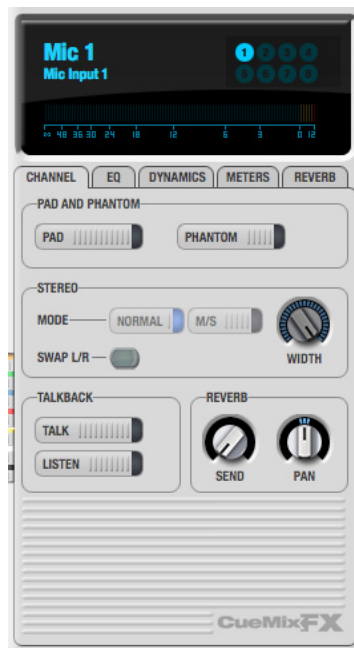 Mic 1
Mic Input 1
1 2 3 4
5 6 7 8
∞ 48 36 30 24 18 12 6 3 0 12
CHANNEL EQ DYNAMICS METERS REVERB
PAD AND PHANTOM
PAD PHANTOM
STEREO
MODE NORMAL M/S
SWAP L/R WIDTH
TALKBACK REVERB
TALK
LISTEN
SEND PAN
CueMixFX